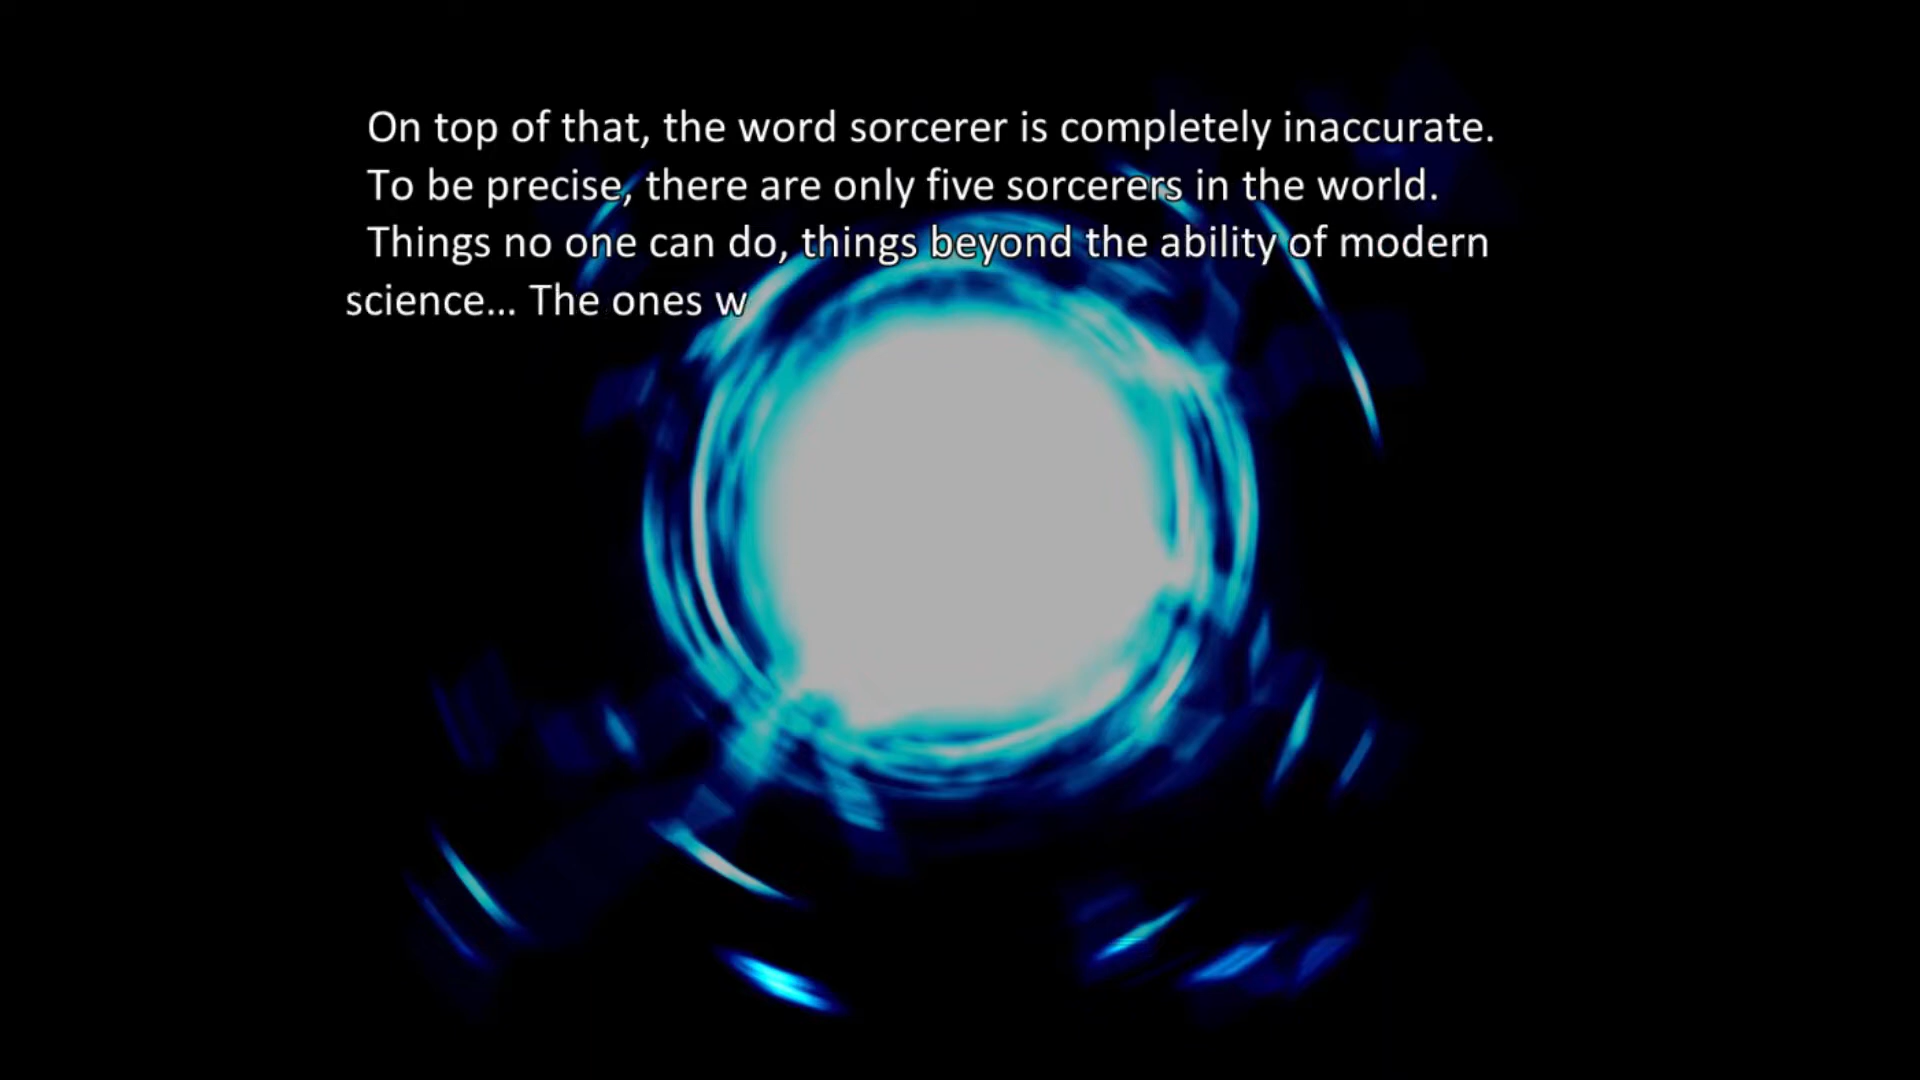 On top of that, the word sorcerer is completely inaccurate.
To be precise, there are only five sorcerers in the world.
Things no one can do, things beyond the ability of modern
science... The ones w